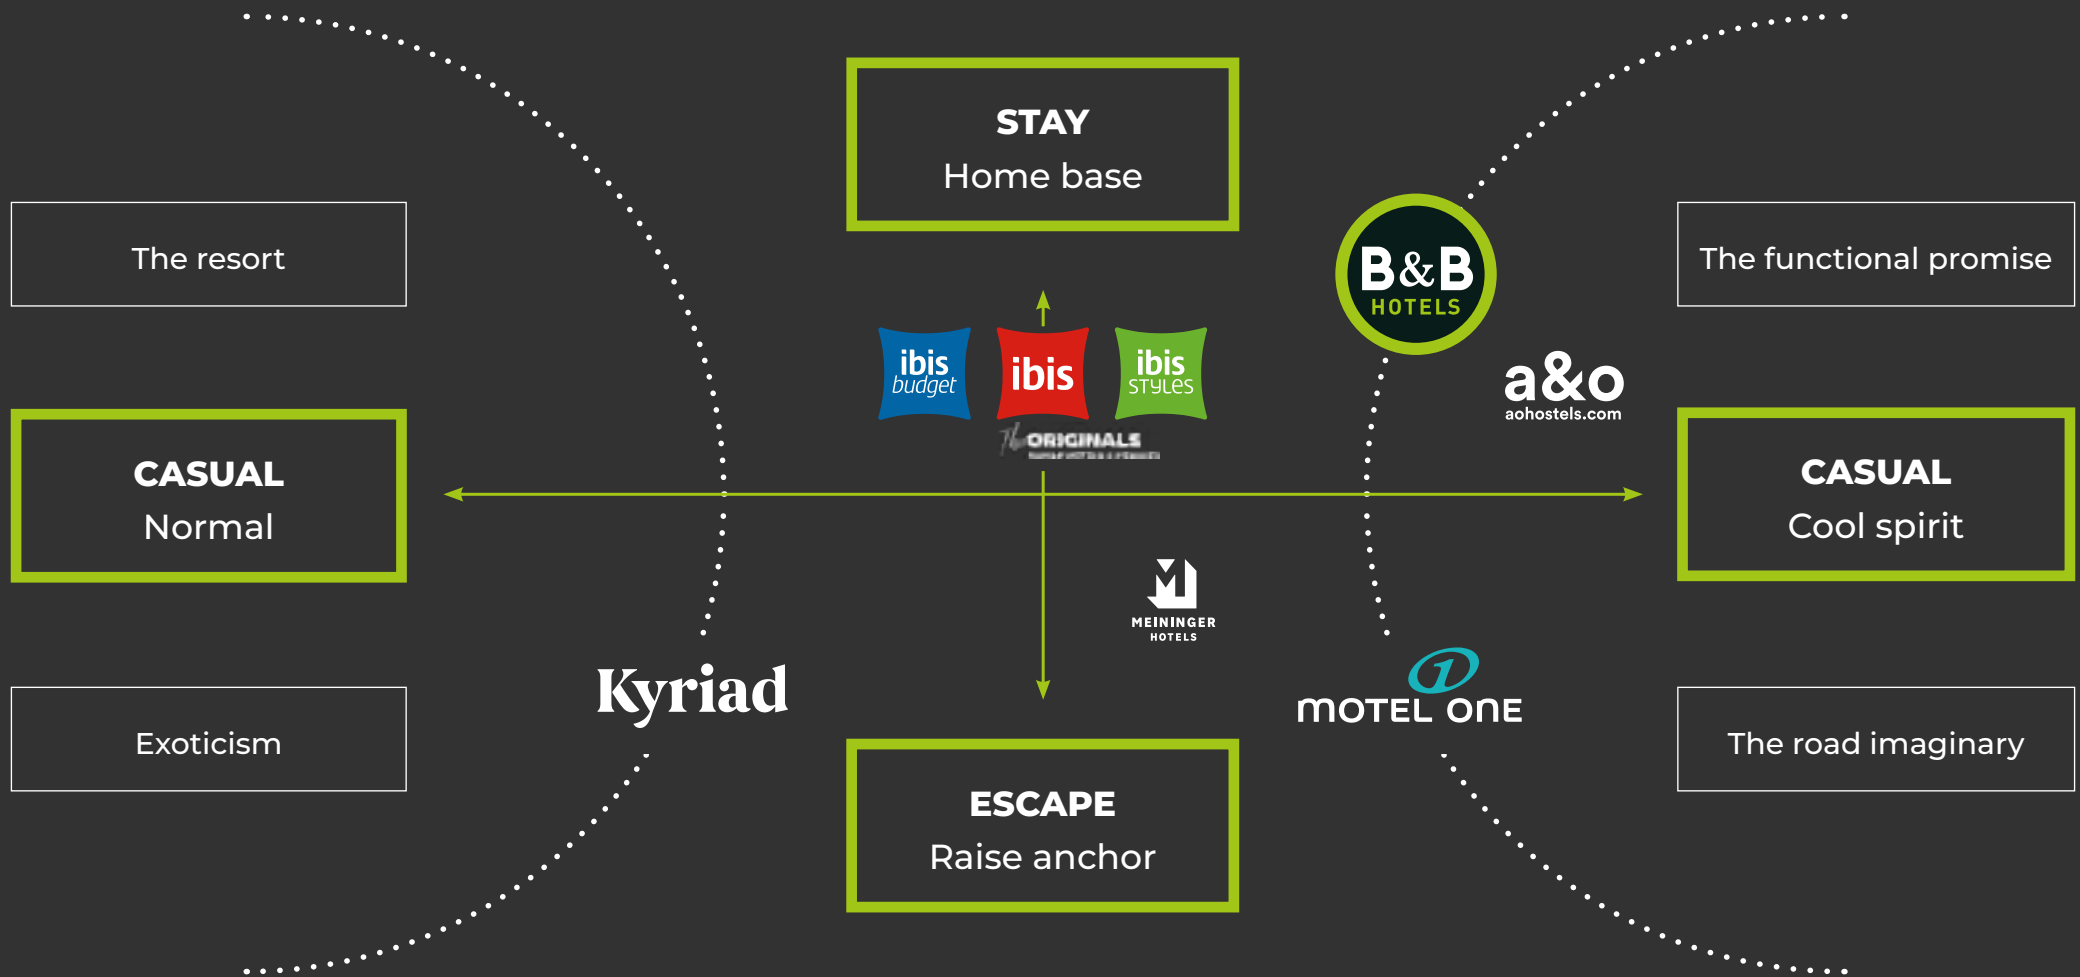 STAY
Home base
The resort
B&B
HOTELS
The functional promise
ibis
budget
ibis
ibis
STYLES
a&o
aohostels.com
The ORIGINALS
CASUAL
Normal
CASUAL
Cool spirit
MEININGER
HOTELS
Kyriad
MOTEL ONE
Exoticism
The road imaginary
ESCAPE
Raise anchor